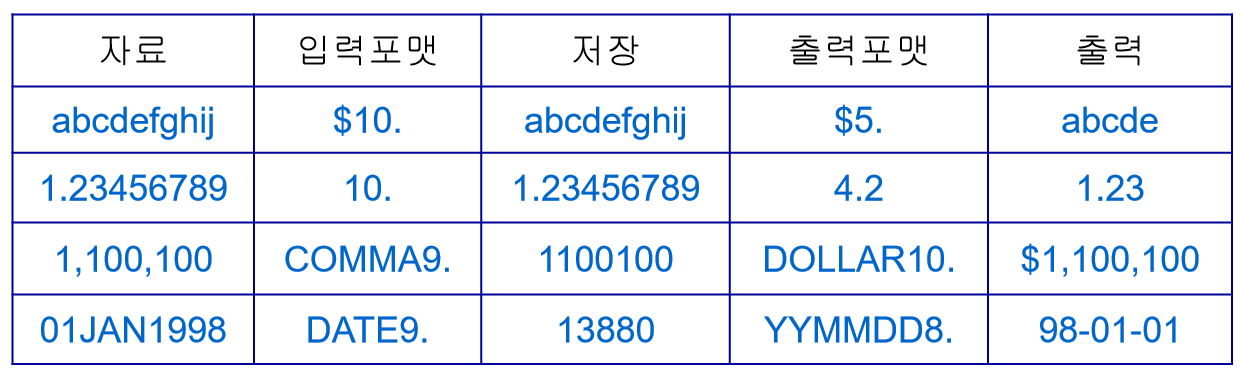 자료 입력포맷 저장 출력포맷 출력
abcdefghij $10. abcdefghij $5. abcde
1.23456789 10. 1.23456789 4.2 1.23
1,100,100 COMMA9. 1100100 DOLLAR10. $1,100,100
01JAN1998 DATE9. 13880 YYMMDD8. 98-01-01